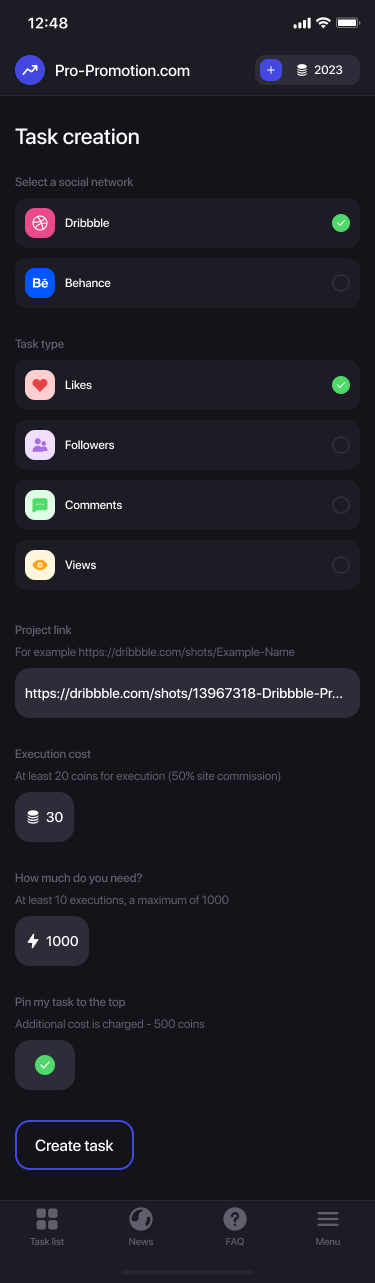 12:48
Pro-Promotion.com
+ 2023
Task creation
Select a social network
Dribbble
Bē Behance
Task type
Likes
Followers
Comments
Views
Project link
For example https://dribbble.com/shots/Example-Name
https://dribbble.com/shots/13967318-Dribbble-Pr...
Execution cost
At least 20 coins for execution (50% site commission)
30
How much do you need?
At least 10 executions, a maximum of 1000
1000
Pin my task to the top
Additional cost is charged - 500 coins
Create task
Task list News FAQ Menu